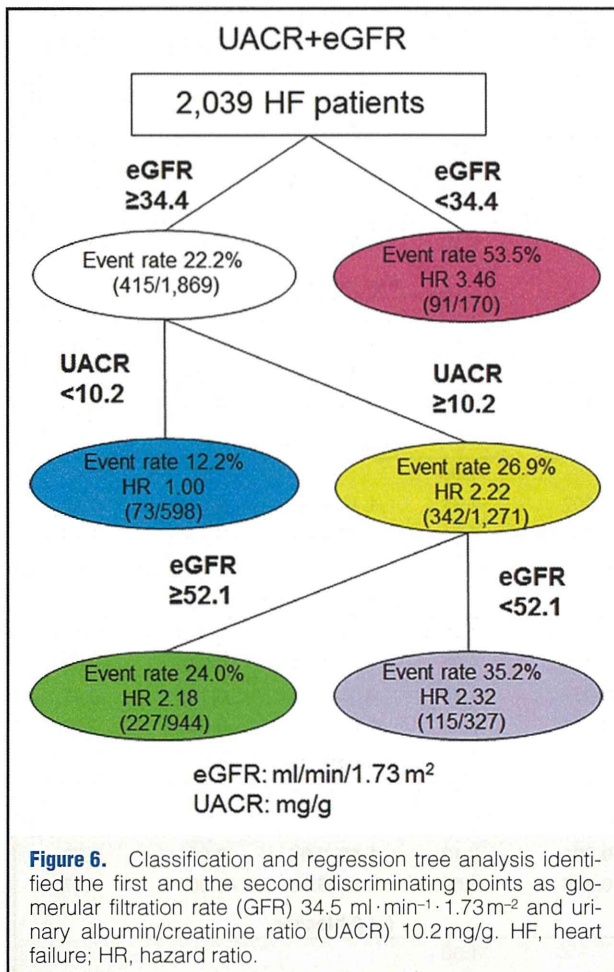 UACR+eGFR
2,039 HF patients
eGFR
≥34.4
eGFR
<34.4
Event rate 22.2%
(415/1,869)
Event rate 53.5%
HR 3.46
(91/170)
UACR
<10.2
UACR
≥10.2
Event rate 12.2%
HR 1.00
(73/598)
Event rate 26.9%
HR 2.22
(342/1,271)
eGFR
≥52.1
eGFR
<52.1
Event rate 24.0%
HR 2.18
(227/944)
Event rate 35.2%
HR 2.32
(115/327)
eGFR: ml/min/1.73 m²
UACR: mg/g
Figure 6. Classification and regression tree analysis identi-
fied the first and the second discriminating points as glo-
merular filtration rate (GFR) 34.5 ml·min⁻¹·1.73 m⁻² and uri-
nary albumin/creatinine ratio (UACR) 10.2 mg/g. HF, heart
failure; HR, hazard ratio.